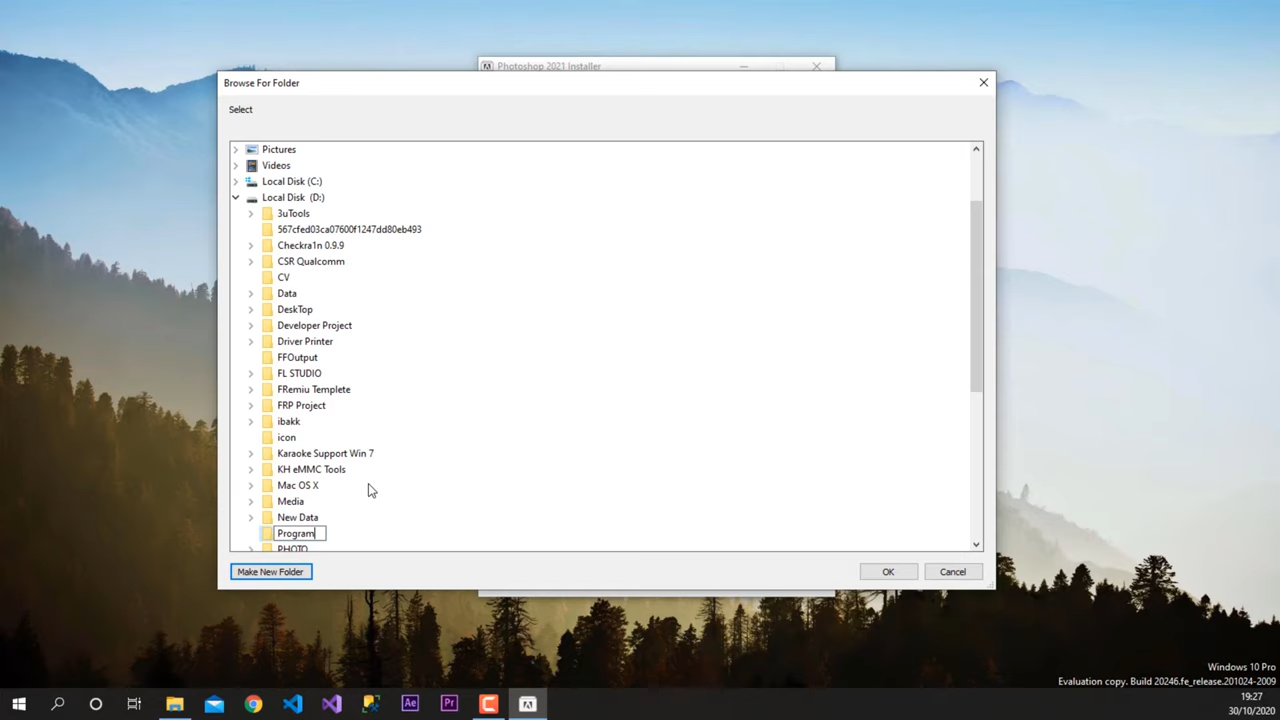 Photoshop 2021 Installer
Browse For Folder
Select
Pictures
Videos
Local Disk (C:)
Local Disk (D:)
3uTools
567cfed03ca07600f1247dd80eb493
Checkra1n 0.9.9
CSR Qualcomm
CV
Data
DeskTop
Developer Project
Driver Printer
FFOutput
FL STUDIO
FRemiu Templete
FRP Project
ibakk
icon
Karaoke Support Win 7
KH eMMC Tools
Mac OS X
Media
New Data
Program
PHOTO
Make New Folder
OK
Cancel
Windows 10 Pro
Evaluation copy. Build 20246.fe_release.201024-2009
Ae
Pr
19:27
30/10/2020